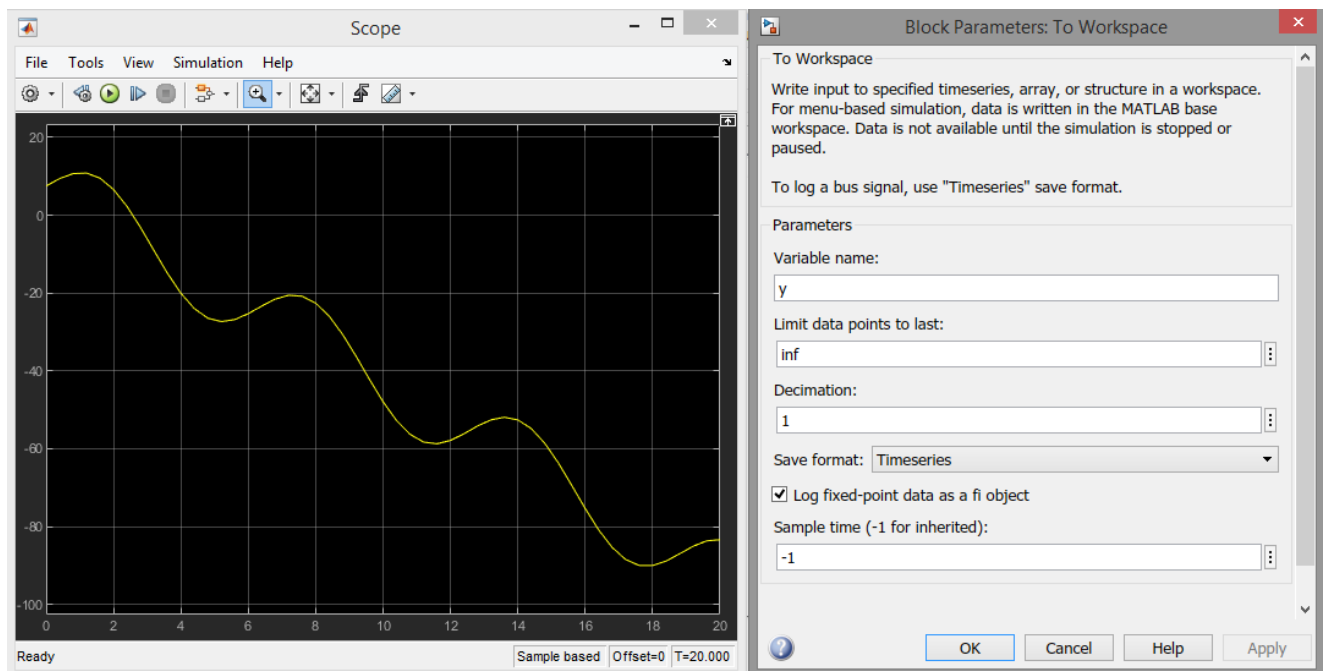 Scope
File Tools View Simulation Help
20
0
-20
-40
-60
-80
-100
0 2 4 6 8 10 12 14 16 18 20
Ready Sample based Offset=0 T=20.000
Block Parameters: To Workspace
To Workspace
Write input to specified timeseries, array, or structure in a workspace.
For menu-based simulation, data is written in the MATLAB base
workspace. Data is not available until the simulation is stopped or
paused.
To log a bus signal, use "Timeseries" save format.
Parameters
Variable name:
y
Limit data points to last:
inf
Decimation:
1
Save format: Timeseries
Log fixed-point data as a fi object
Sample time (-1 for inherited):
-1
OK Cancel Help Apply